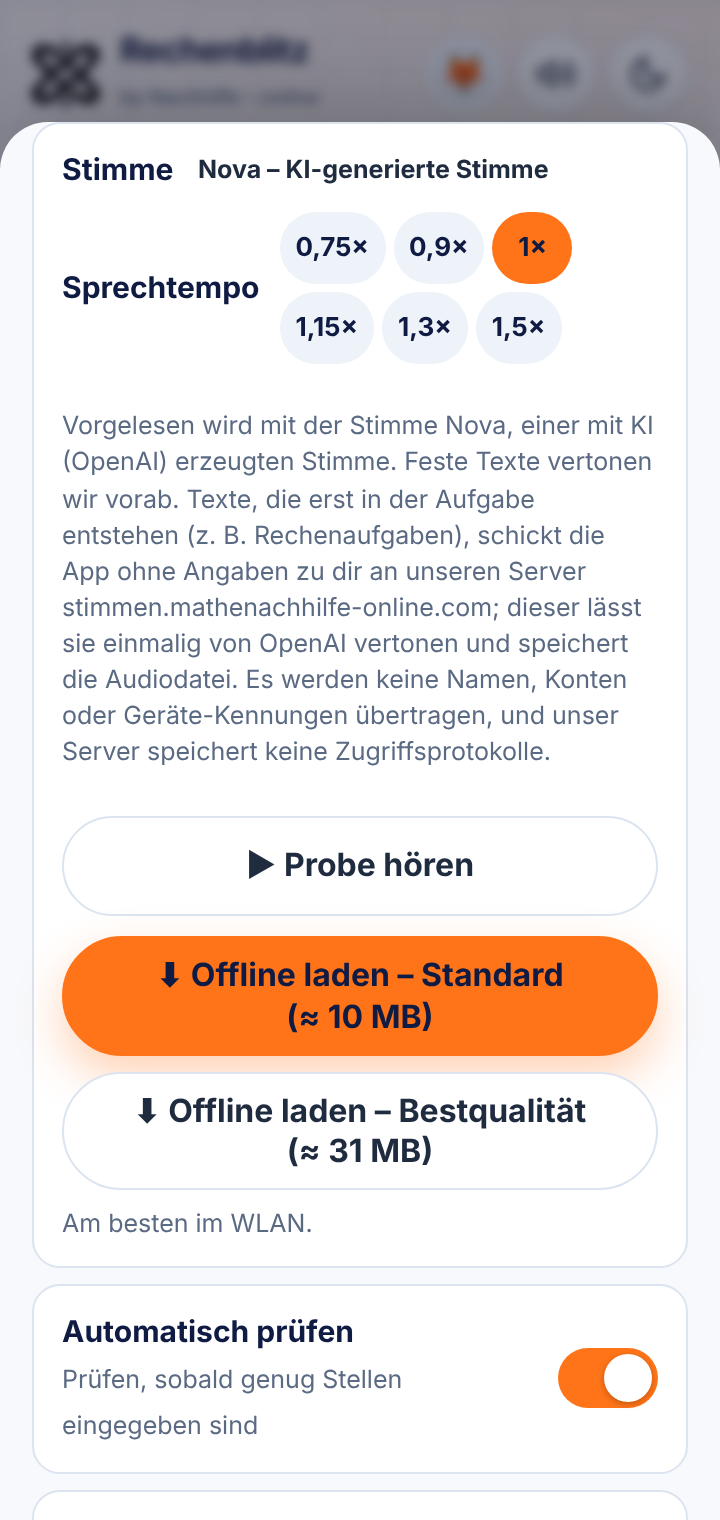 Rechenblitz
Stimme Nova – KI-generierte Stimme
Sprechtempo
0,75× 0,9× 1×
1,15× 1,3× 1,5×
Vorgelesen wird mit der Stimme Nova, einer mit KI
(OpenAI) erzeugten Stimme. Feste Texte vertonen
wir vorab. Texte, die erst in der Aufgabe
entstehen (z. B. Rechenaufgaben), schickt die
App ohne Angaben zu dir an unseren Server
stimmen.mathenachhilfe-online.com; dieser lässt
sie einmalig von OpenAI vertonen und speichert
die Audiodatei. Es werden keine Namen, Konten
oder Geräte-Kennungen übertragen, und unser
Server speichert keine Zugriffsprotokolle.
▶ Probe hören
⬇ Offline laden – Standard
(≈ 10 MB)
⬇ Offline laden – Bestqualität
(≈ 31 MB)
Am besten im WLAN.
Automatisch prüfen
Prüfen, sobald genug Stellen
eingegeben sind